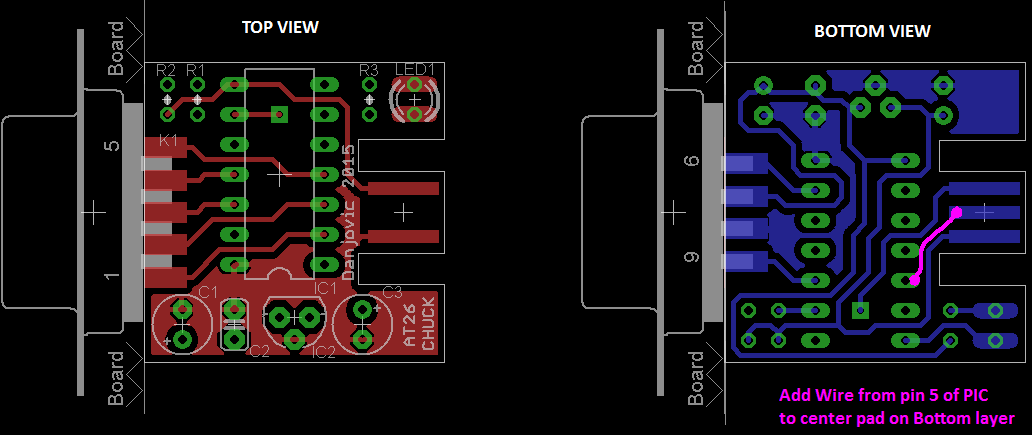 TOP VIEW
BOTTOM VIEW
Board
R2
R1
R3
LED1
K1
5
1
Danjovic 2015
C1
C2
IC1
IC2
C3
+
+
AT26
CHUCK
Board
Board
6
9
Board
Add Wire from pin 5 of PIC
to center pad on Bottom layer